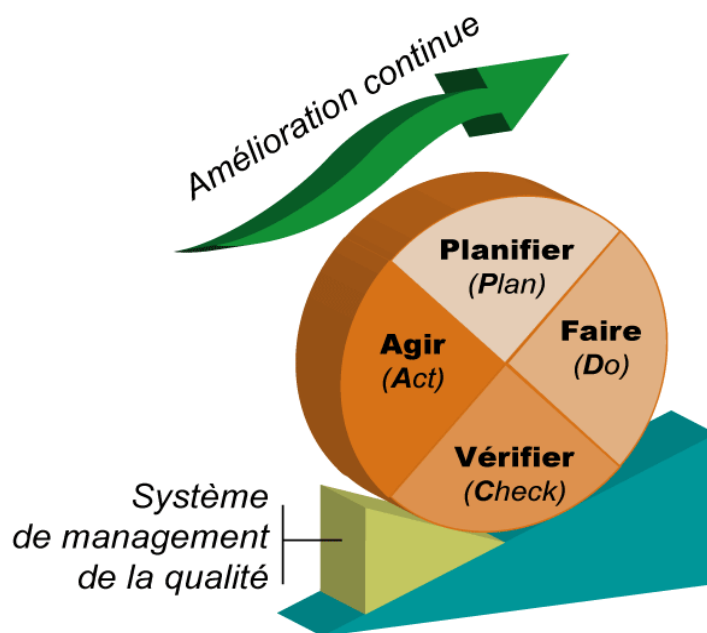 Amélioration continue
Planifier
(Plan)
Faire
(Do)
Agir
(Act)
Vérifier
(Check)
Système
de management
de la qualité